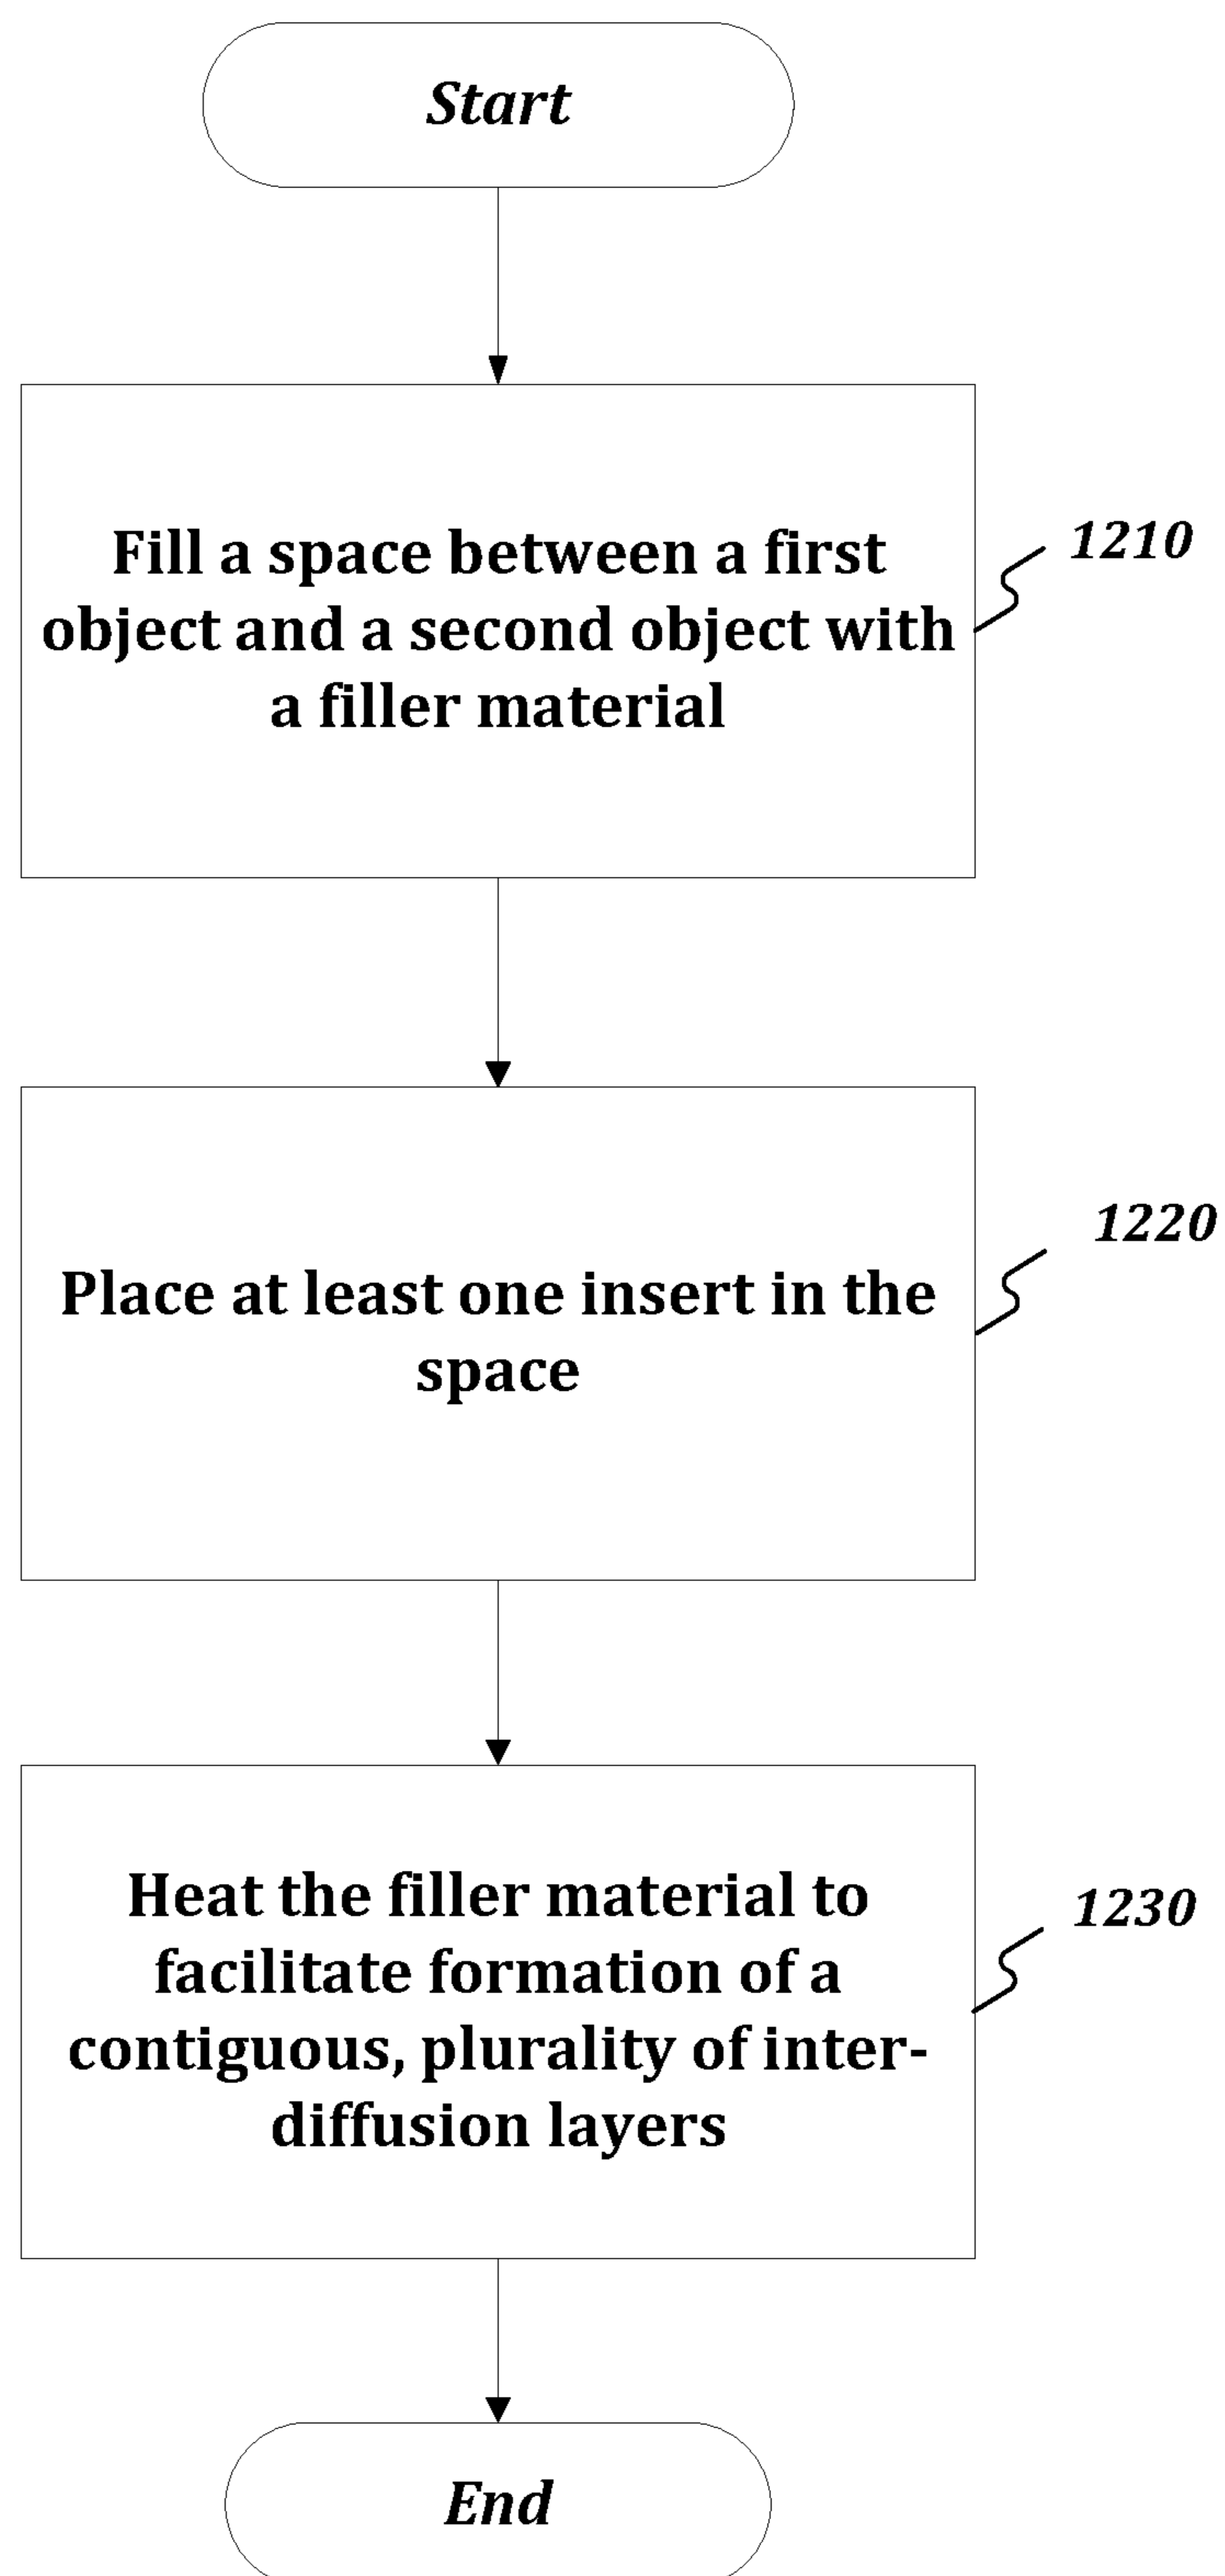 Start
Fill a space between a first
object and a second object with
a filler material
1210
Place at least one insert in the
space
1220
Heat the filler material to
facilitate formation of a
contiguous, plurality of inter-
diffusion layers
1230
End